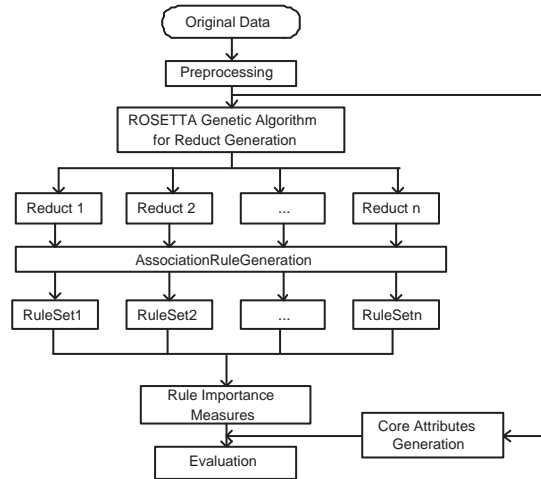 Original Data
Preprocessing
ROSETTA Genetic Algorithm
for Reduct Generation
Reduct 1
Reduct 2
...
Reduct n
AssociationRuleGeneration
RuleSet1
RuleSet2
...
RuleSetn
Rule Importance
Measures
Core Attributes
Generation
Evaluation